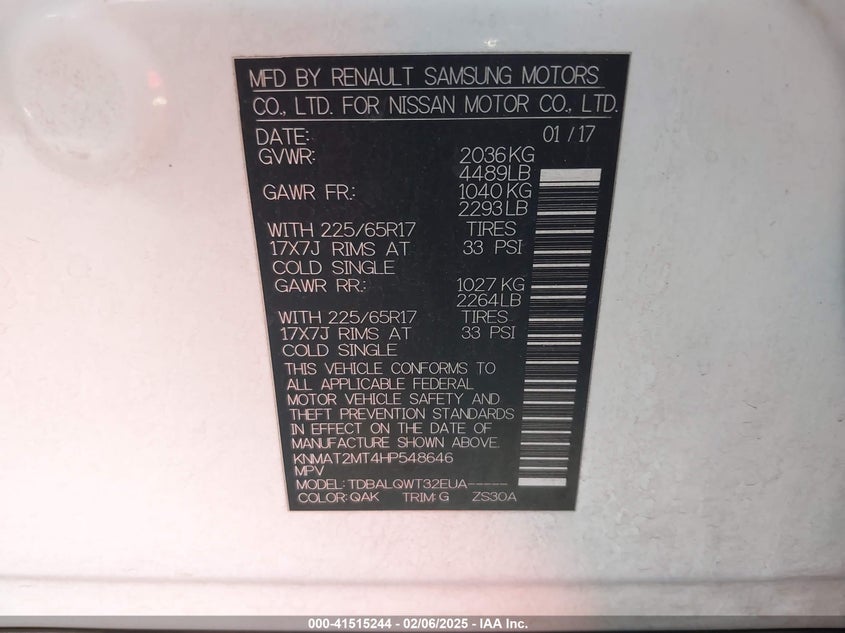 MFD BY RENAULT SAMSUNG MOTORS
CO., LTD. FOR NISSAN MOTOR CO., LTD.
DATE: 01 / 17
GVWR: 2036KG
4489LB
GAWR FR: 1040KG
2293LB
WITH 225/65R17 TIRES
17X7J RIMS AT 33 PSI
COLD SINGLE
GAWR RR: 1027KG
2264LB
WITH 225/65R17 TIRES
17X7J RIMS AT 33 PSI
COLD SINGLE
THIS VEHICLE CONFORMS TO
ALL APPLICABLE FEDERAL
MOTOR VEHICLE SAFETY AND
THEFT PREVENTION STANDARDS
IN EFFECT ON THE DATE OF
MANUFACTURE SHOWN ABOVE.
KNMAT2MT4HP548646
MPV
MODEL: TDBALQWT32EUA-----
COLOR: QAK TRIM: G ZS30A
000-41515244 - 02/06/2025 - IAA Inc.